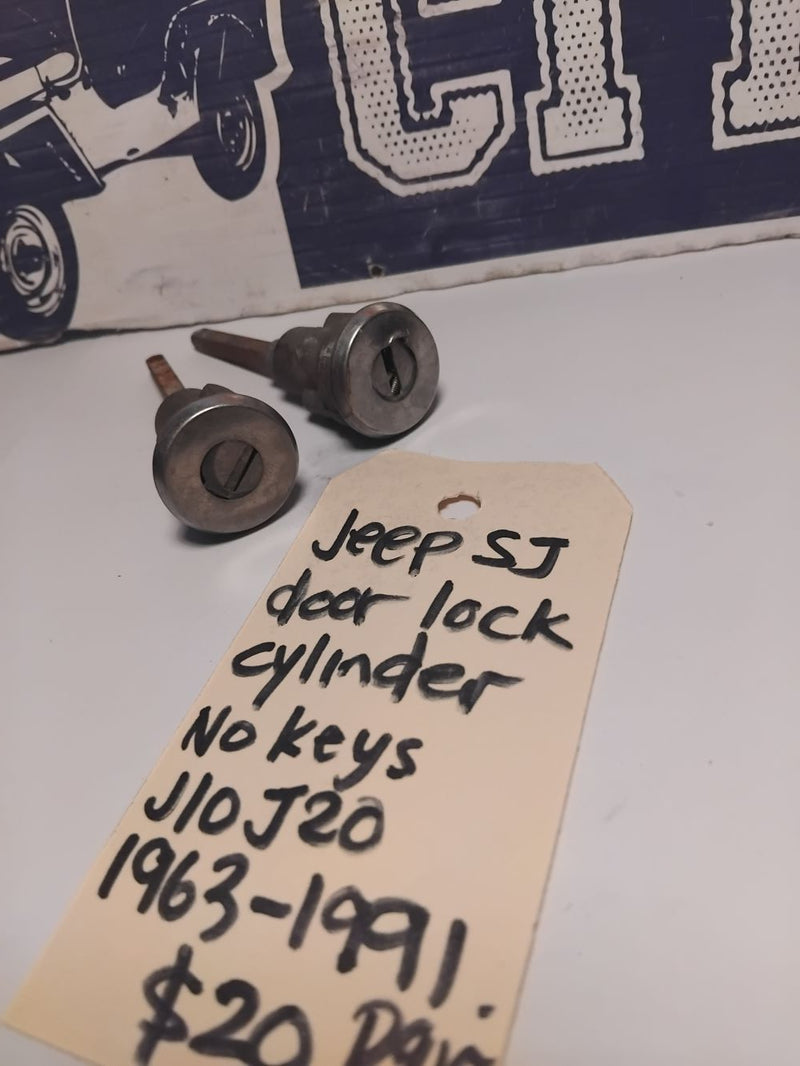 Jeep SJ
door lock
cylinder
No keys
J10 J20
1963-1991.
$20